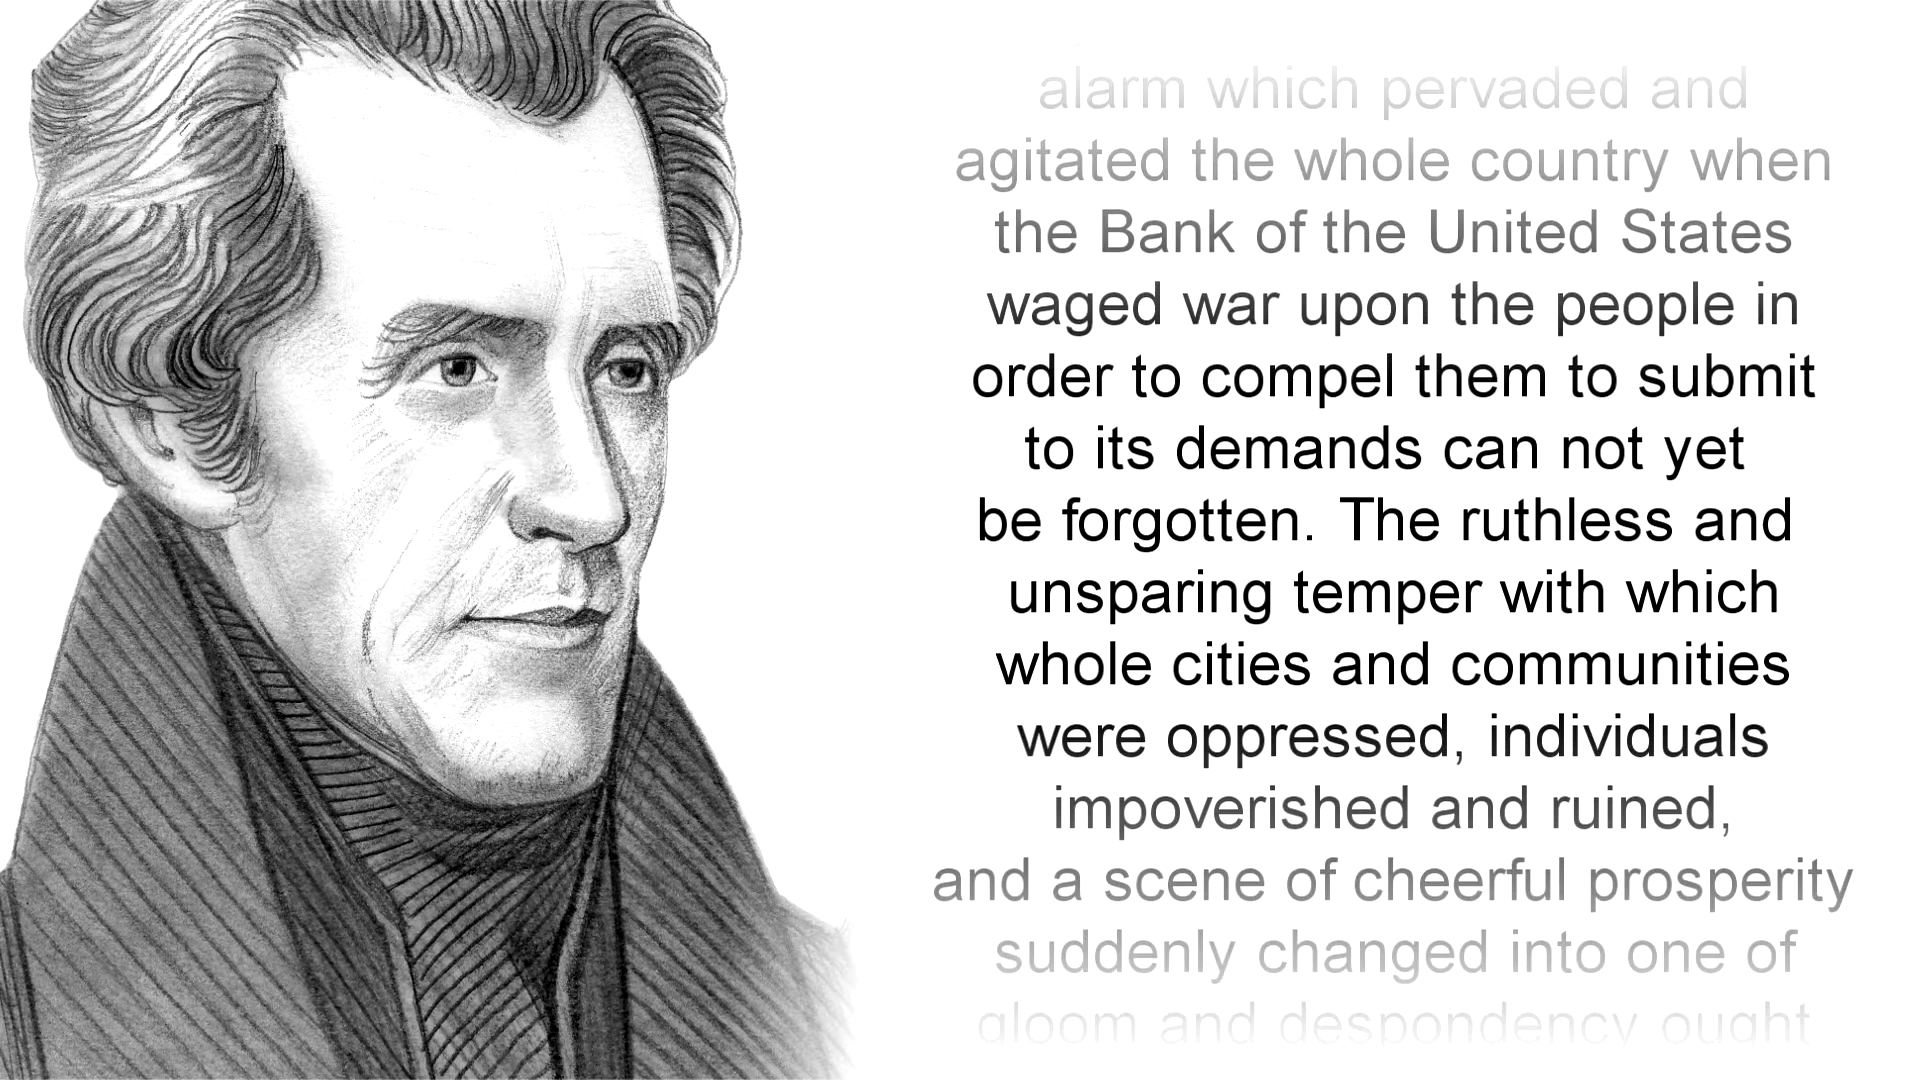 alarm which pervaded and
agitated the whole country when
the Bank of the United States
waged war upon the people in
order to compel them to submit
to its demands can not yet
be forgotten. The ruthless and
unsparing temper with which
whole cities and communities
were oppressed, individuals
impoverished and ruined,
and a scene of cheerful prosperity
suddenly changed into one of
gloom and despondency ought